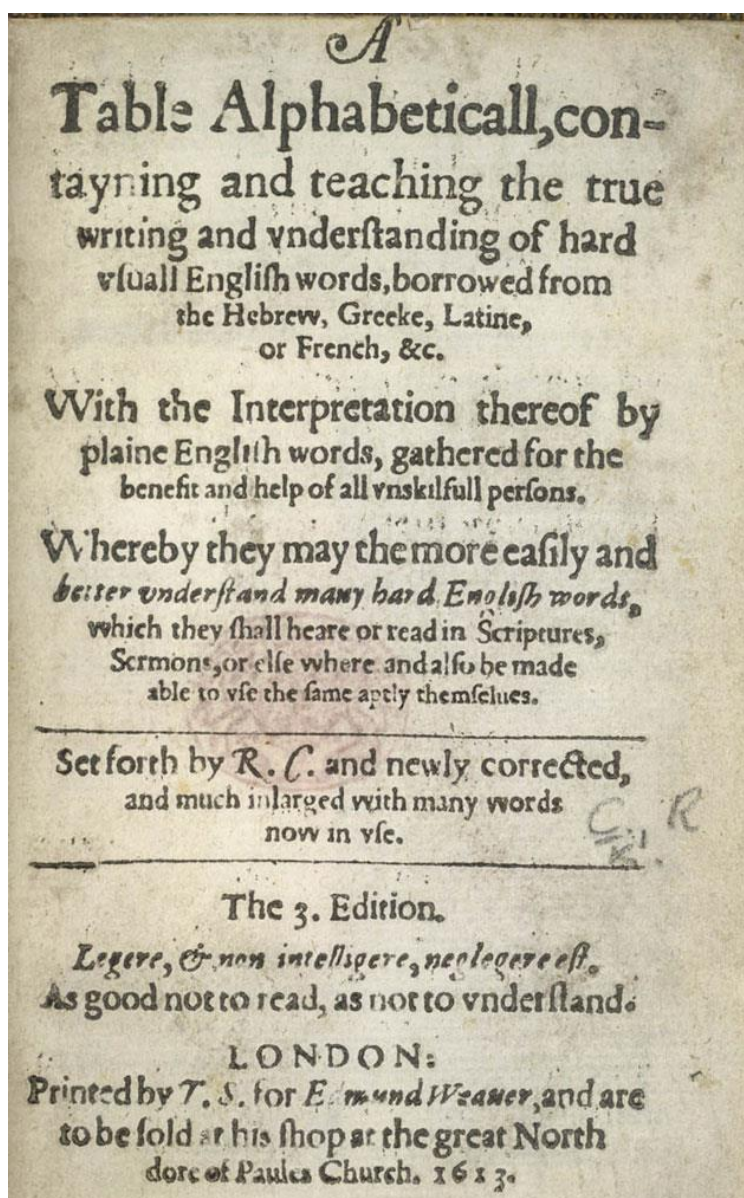 A
Table Alphabeticall, con-
tayning and teaching the true
writing and vnderſtanding of hard
vſuall Engliſh words, borrowed from
the Hebrew, Greeke, Latine,
or French, &c.
With the Interpretation thereof by
plaine Engliſh words, gathered for the
benefit and help of all vnskilfull perſons.
Whereby they may the more eaſily and
better vnderſtand many hard Engliſh words,
which they ſhall heare or read in Scriptures,
Sermons, or elſe where and alſo be made
able to vſe the ſame aptly themſelues.
Set forth by R. C. and newly corrected,
and much inlarged with many words
now in vſe.
C. R
The 3. Edition.
Legere, & non intelligere, neglegere eſt.
As good not to read, as not to vnderſtand.
LONDON:
Printed by T. S. for Edmund Weauer, and are
to be ſold at his ſhop at the great North
dore of Paules Church. 1613.